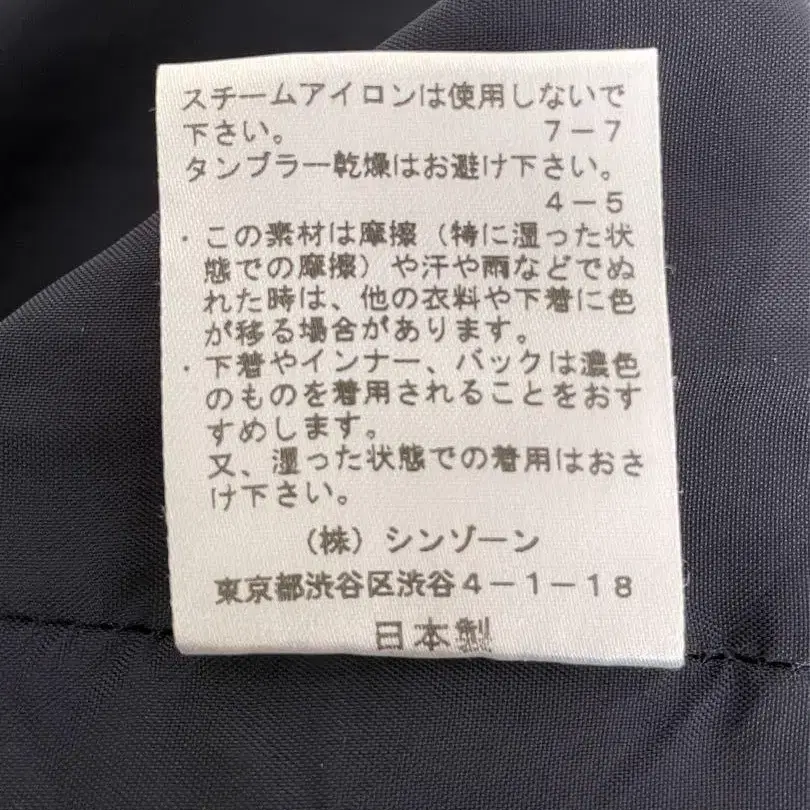 スチームアイロンは使用しないで
下さい。 7-7
タンブラー乾燥はお避け下さい。
4-5
・この素材は摩擦（特に湿った状
態での摩擦）や汗や雨などでぬ
れた時は、他の衣料や下着に色
が移る場合があります。
・下着やインナー、バックは濃色
のものを着用されることをおす
すめします。
又、湿った状態での着用はおさ
け下さい。
（株）シンゾーン
東京都渋谷区渋谷4-1-18
日本製